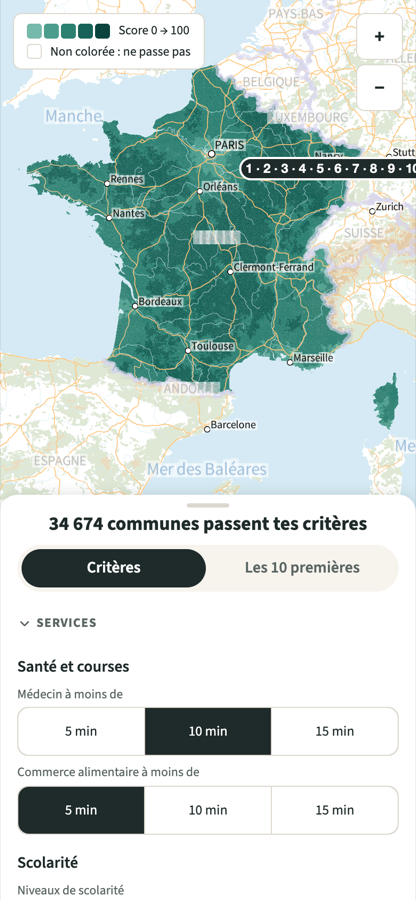 Score 0 → 100
Non colorée : ne passe pas
+
−
PAYS-BAS
BELGIQUE
LUXEMBOURG
Manche
PARIS
Nancy
Stutt
1 · 2 · 3 · 4 · 5 · 6 · 7 · 8 · 9 · 10
Rennes
Orléans
Nantes
Zurich
SUISSE
Clermont-Ferrand
Bordeaux
Toulouse
Marseille
ANDORRE
Barcelone
ESPAGNE
Mer des Baléares
Me
34 674 communes passent tes critères
Critères
Les 10 premières
SERVICES
Santé et courses
Médecin à moins de
5 min
10 min
15 min
Commerce alimentaire à moins de
5 min
10 min
15 min
Scolarité
Niveaux de scolarité